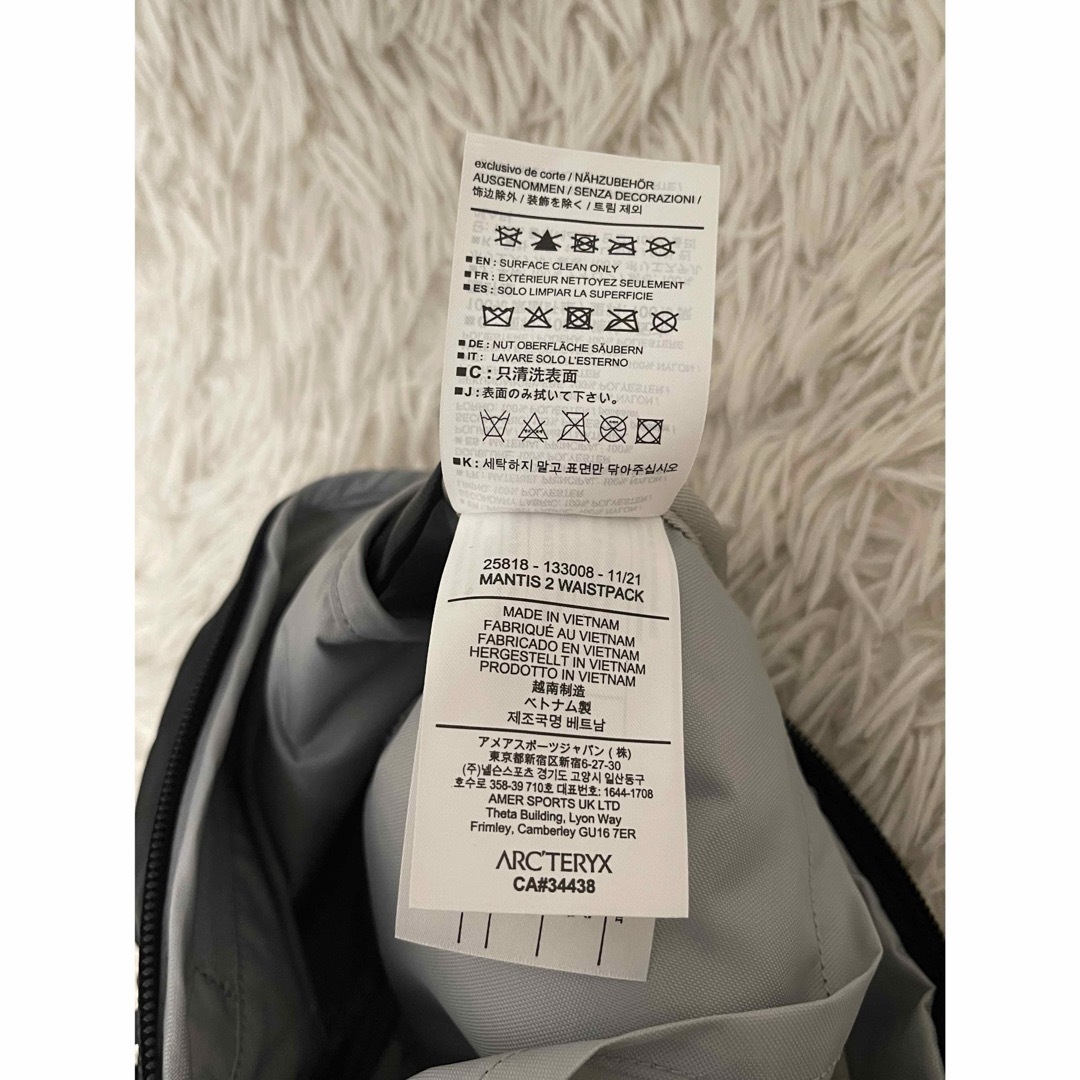 exclusivo de corte / NÄHZUBEHÖR
AUSGENOMMEN / SENZA DECORAZIONI /
饰边除外 / 装飾を除く / 트림 제외
■ EN : SURFACE CLEAN ONLY
■ FR : EXTÉRIEUR NETTOYEZ SEULEMENT
■ ES : SOLO LIMPIAR LA SUPERFICIE
■ DE : NUT OBERFLÄCHE SÄUBERN
■ IT : LAVARE SOLO L'ESTERNO
■ C : 只清洗表面
■ J : 表面のみ拭いて下さい。
■ K : 세탁하지 말고 표면만 닦아주십시오
25818 - 133008 - 11/21
MANTIS 2 WAISTPACK
MADE IN VIETNAM
FABRIQUÉ AU VIETNAM
FABRICADO EN VIETNAM
HERGESTELLT IN VIETNAM
PRODOTTO IN VIETNAM
越南制造
ベトナム製
제조국명 베트남
アメアスポーツジャパン ( 株)
東京都新宿区新宿6-27-30
(주)넬슨스포츠 경기도 고양시 일산동구
호수로 358-39 710호 대표번호: 1644-1708
AMER SPORTS UK LTD
Theta Building, Lyon Way
Frimley, Camberley GU16 7ER
ARC'TERYX
CA#34438